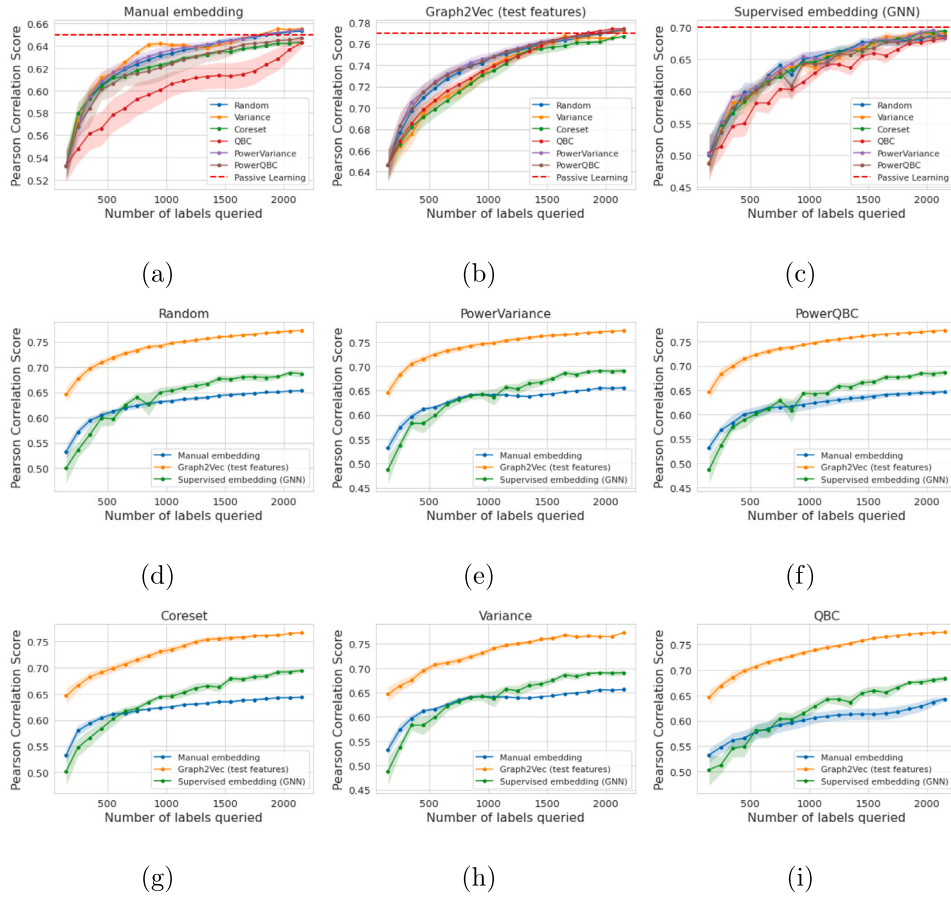 Manual embedding
Pearson Correlation Score
0.66
0.64
0.62
0.60
0.58
0.56
0.54
0.52
Random
Variance
Coreset
QBC
PowerVariance
PowerQBC
Passive Learning
500
1000
1500
2000
Number of labels queried
(a)
Graph2Vec (test features)
Pearson Correlation Score
0.78
0.76
0.74
0.72
0.70
0.68
0.66
0.64
Random
Variance
Coreset
QBC
PowerVariance
PowerQBC
Passive Learning
500
1000
1500
2000
Number of labels queried
(b)
Supervised embedding (GNN)
Pearson Correlation Score
0.70
0.65
0.60
0.55
0.50
0.45
Random
Variance
Coreset
QBC
PowerVariance
PowerQBC
Passive Learning
500
1000
1500
2000
Number of labels queried
(c)
Random
Pearson Correlation Score
0.75
0.70
0.65
0.60
0.55
0.50
Manual embedding
Graph2Vec (test features)
Supervised embedding (GNN)
500
1000
1500
2000
Number of labels queried
(d)
PowerVariance
Pearson Correlation Score
0.75
0.70
0.65
0.60
0.55
0.50
0.45
Manual embedding
Graph2Vec (test features)
Supervised embedding (GNN)
500
1000
1500
2000
Number of labels queried
(e)
PowerQBC
Pearson Correlation Score
0.75
0.70
0.65
0.60
0.55
0.50
0.45
Manual embedding
Graph2Vec (test features)
Supervised embedding (GNN)
500
1000
1500
2000
Number of labels queried
(f)
Coreset
Pearson Correlation Score
0.75
0.70
0.65
0.60
0.55
0.50
Manual embedding
Graph2Vec (test features)
Supervised embedding (GNN)
500
1000
1500
2000
Number of labels queried
(g)
Variance
Pearson Correlation Score
0.75
0.70
0.65
0.60
0.55
0.50
0.45
Manual embedding
Graph2Vec (test features)
Supervised embedding (GNN)
500
1000
1500
2000
Number of labels queried
(h)
QBC
Pearson Correlation Score
0.75
0.70
0.65
0.60
0.55
0.50
Manual embedding
Graph2Vec (test features)
Supervised embedding (GNN)
500
1000
1500
2000
Number of labels queried
(i)